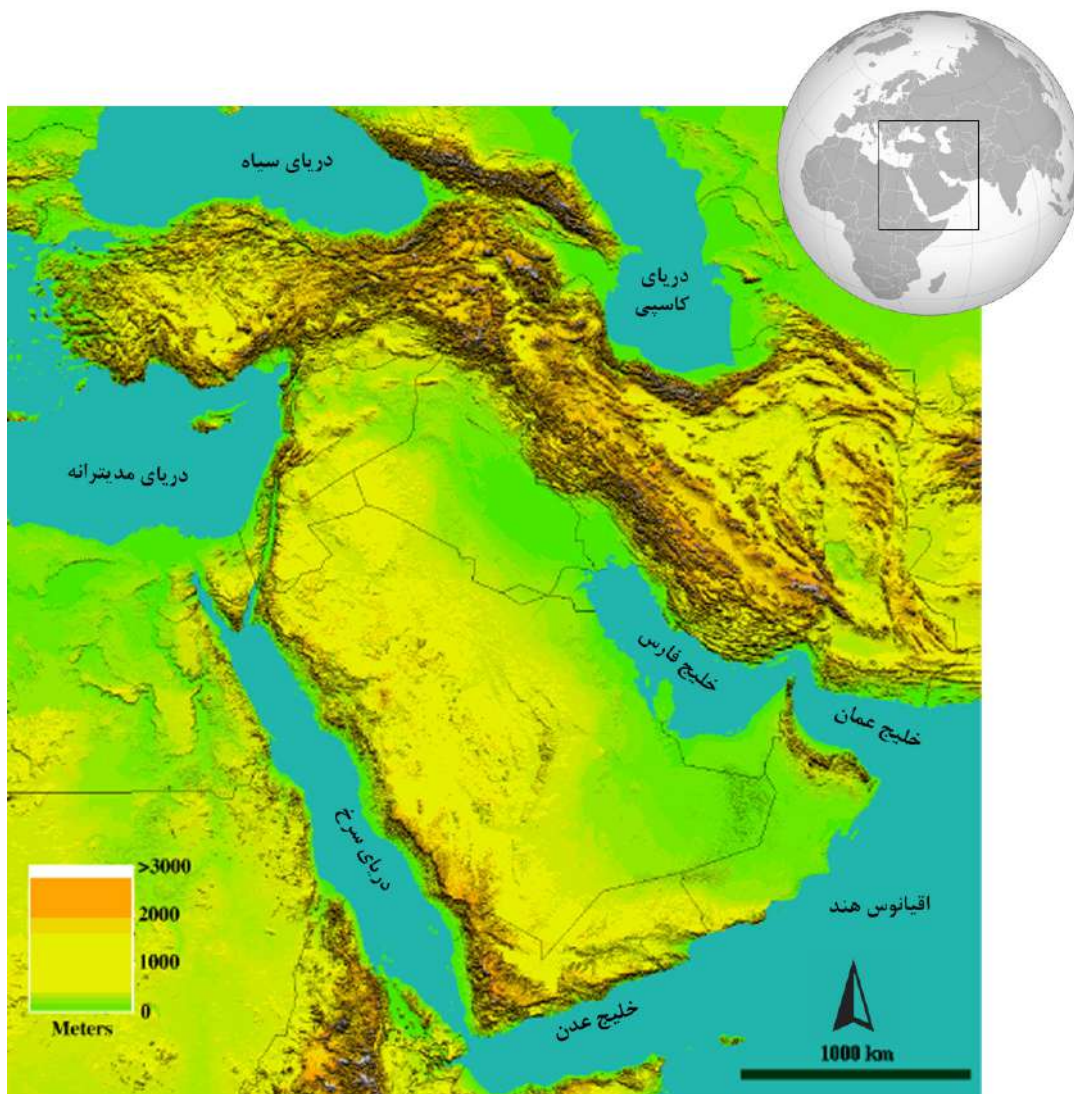 دریای سیاه
دریای
کاسپی
دریای مدیترانه
خلیج فارس
خلیج عمان
دریای سرخ
اقیانوس هند
خلیج عدن
>3000
2000
1000
0
Meters
1000 km